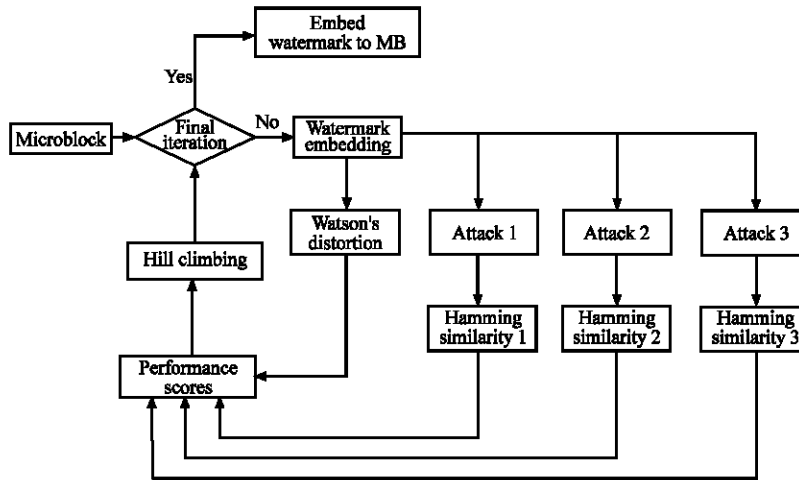 Embed
watermark to MB
Yes
Microblock
Final
iteration
No
Watermark
embedding
Watson's
distortion
Attack 1
Attack 2
Attack 3
Hill climbing
Hamming
similarity 1
Hamming
similarity 2
Hamming
similarity 3
Performance
scores